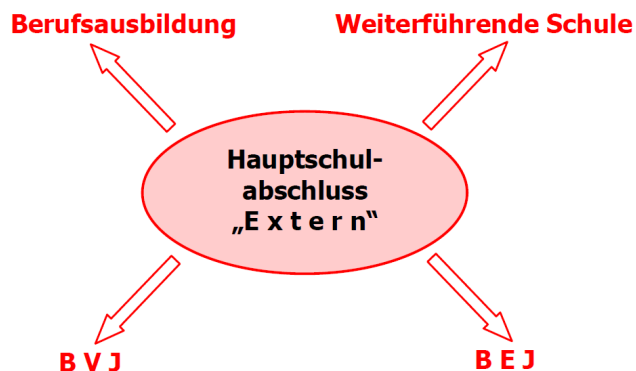 Berufsausbildung
Weiterführende Schule
Hauptschul-
abschluss
„E x t e r n“
B V J
B E J